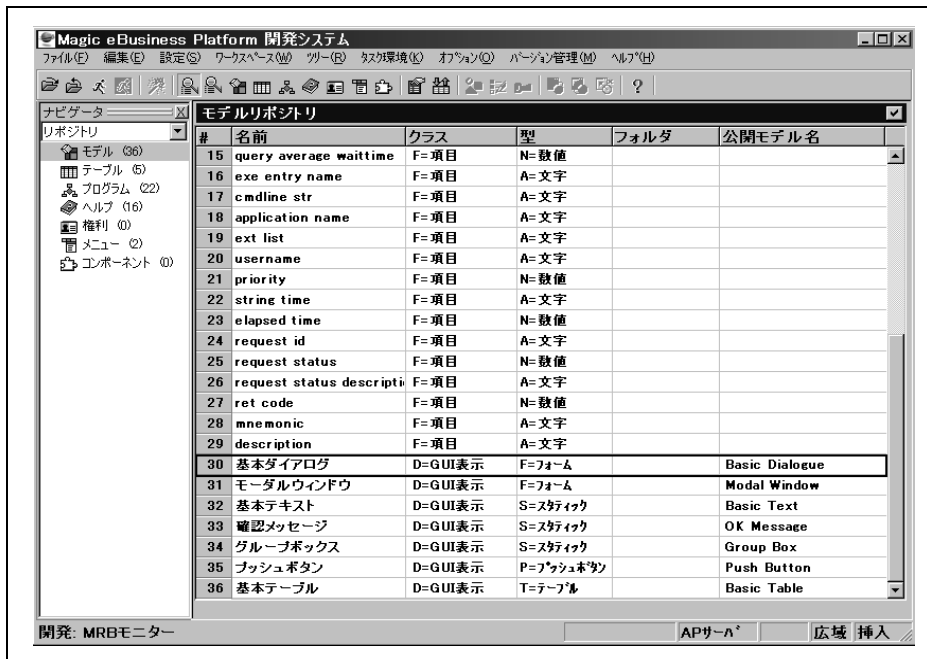 Magic eBusiness Platform 開発システム
ファイル(F) 編集(E) 設定(S) ワークスペース(W) ツリー(R) タスク環境(K) オプション(O) バージョン管理(M) ヘルプ(H)
ナビゲータ
モデルリポジトリ
リポジトリ
モデル (36)
テーブル (5)
プログラム (22)
ヘルプ (16)
権利 (0)
メニュー (2)
コンポーネント (0)
# 名前 クラス 型 フォルダ 公開モデル名
15 query average waittime F=項目 N=数値
16 exe entry name F=項目 A=文字
17 cmdline str F=項目 A=文字
18 application name F=項目 A=文字
19 ext list F=項目 A=文字
20 username F=項目 A=文字
21 priority F=項目 N=数値
22 string time F=項目 A=文字
23 elapsed time F=項目 N=数値
24 request id F=項目 A=文字
25 request status F=項目 N=数値
26 request status descripti F=項目 A=文字
27 ret code F=項目 N=数値
28 mnemonic F=項目 A=文字
29 description F=項目 A=文字
30 基本ダイアログ D=GUI表示 F=フォーム Basic Dialogue
31 モーダルウィンドウ D=GUI表示 F=フォーム Modal Window
32 基本テキスト D=GUI表示 S=スタティック Basic Text
33 確認メッセージ D=GUI表示 S=スタティック OK Message
34 グループボックス D=GUI表示 S=スタティック Group Box
35 プッシュボタン D=GUI表示 P=プッシュボタン Push Button
36 基本テーブル D=GUI表示 T=テーブル Basic Table
開発: MRBモニター APサーバ 広域 挿入